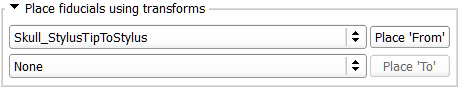 Place fiducials using transforms
Skull_StylusTipToStylus Place 'From'
None Place 'To'